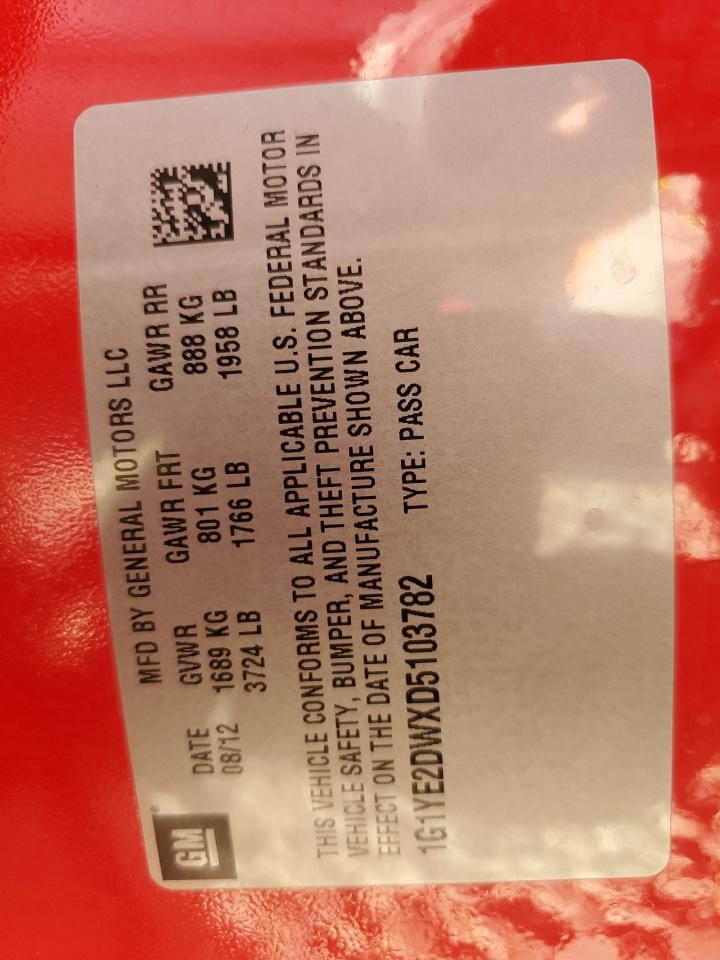 GM
MFD BY GENERAL MOTORS LLC
DATE GVWR GAWR FRT GAWR RR
08/12 1689 KG 801 KG 888 KG
3724 LB 1766 LB 1958 LB
THIS VEHICLE CONFORMS TO ALL APPLICABLE U.S. FEDERAL MOTOR
VEHICLE SAFETY, BUMPER, AND THEFT PREVENTION STANDARDS IN
EFFECT ON THE DATE OF MANUFACTURE SHOWN ABOVE.
1G1YE2DWXD5103782 TYPE: PASS CAR